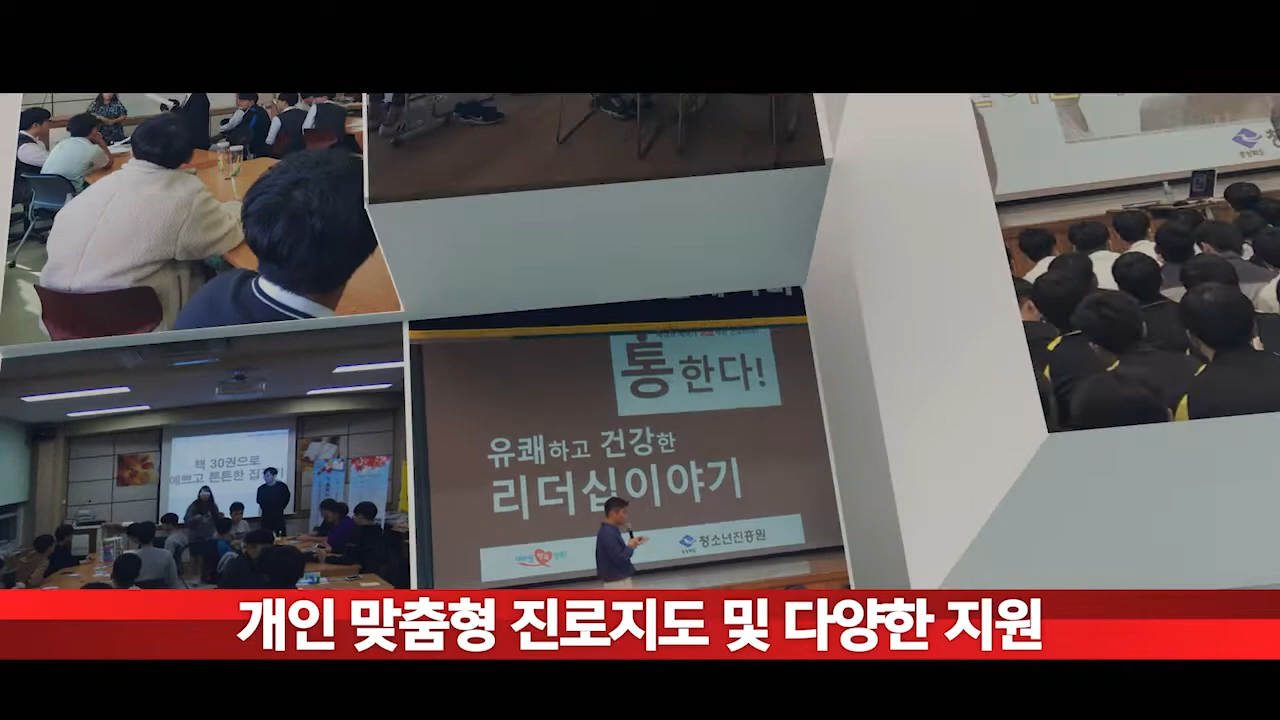 통한다!
유쾌하고 건강한
리더십이야기
청소년진흥원
책 30권으로
예쁘고 튼튼한 집
개인 맞춤형 진로지도 및 다양한 지원